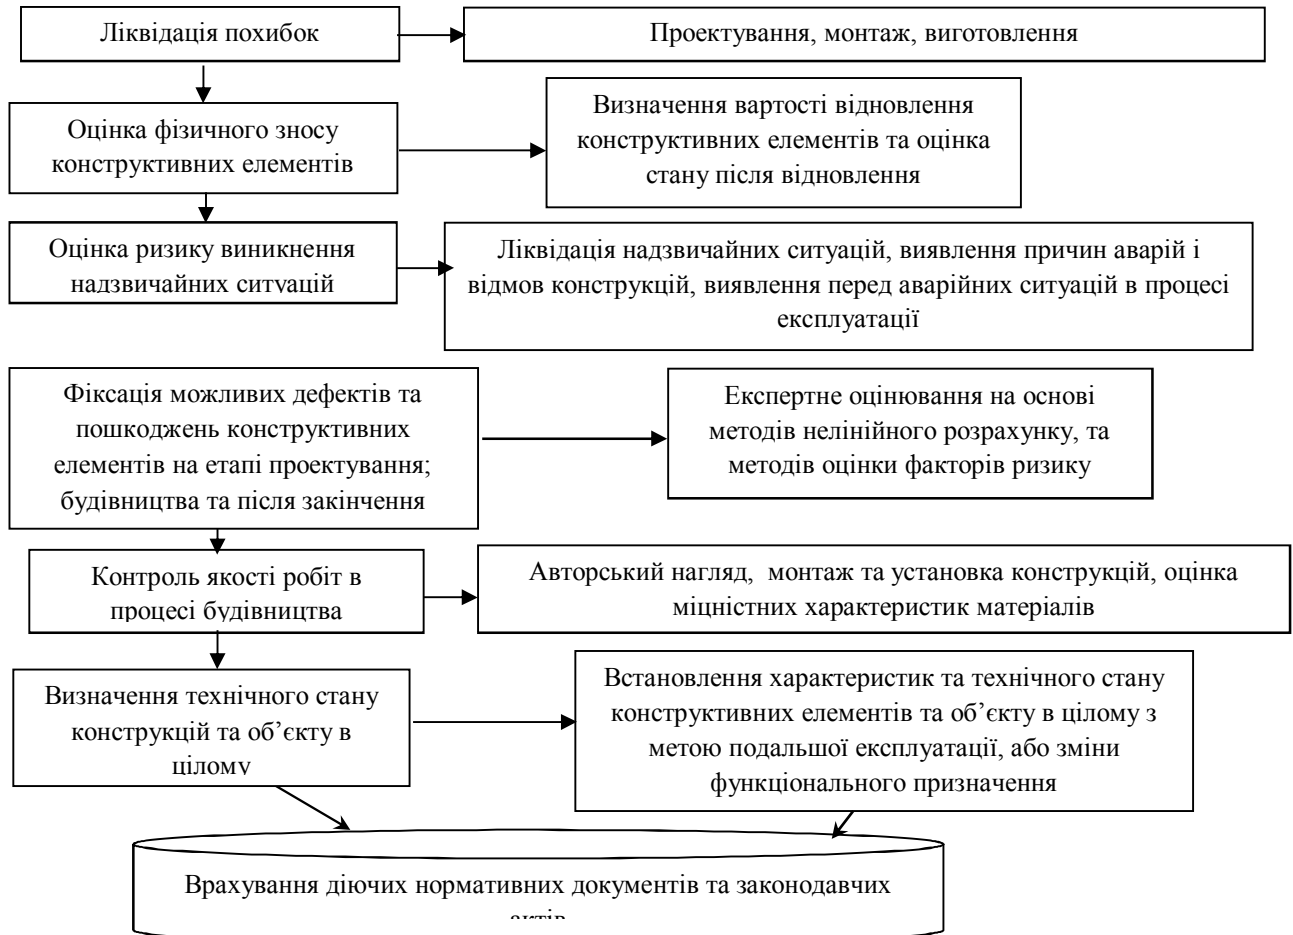 Ліквідація похибок
Проектування, монтаж, виготовлення
Оцінка фізичного зносу
конструктивних елементів
Визначення вартості відновлення
конструктивних елементів та оцінка
стану після відновлення
Оцінка ризику виникнення
надзвичайних ситуацій
Ліквідація надзвичайних ситуацій, виявлення причин аварій і
відмов конструкцій, виявлення перед аварійних ситуацій в процесі
експлуатації
Фіксація можливих дефектів та
пошкоджень конструктивних
елементів на етапі проектування;
будівництва та після закінчення
Експертне оцінювання на основі
методів нелінійного розрахунку, та
методів оцінки факторів ризику
Контроль якості робіт в
процесі будівництва
Авторський нагляд, монтаж та установка конструкцій, оцінка
міцністних характеристик матеріалів
Визначення технічного стану
конструкцій та об’єкту в
цілому
Встановлення характеристик та технічного стану
конструктивних елементів та об’єкту в цілому з
метою подальшої експлуатації, або зміни
функціонального призначення
Врахування діючих нормативних документів та законодавчих
актів